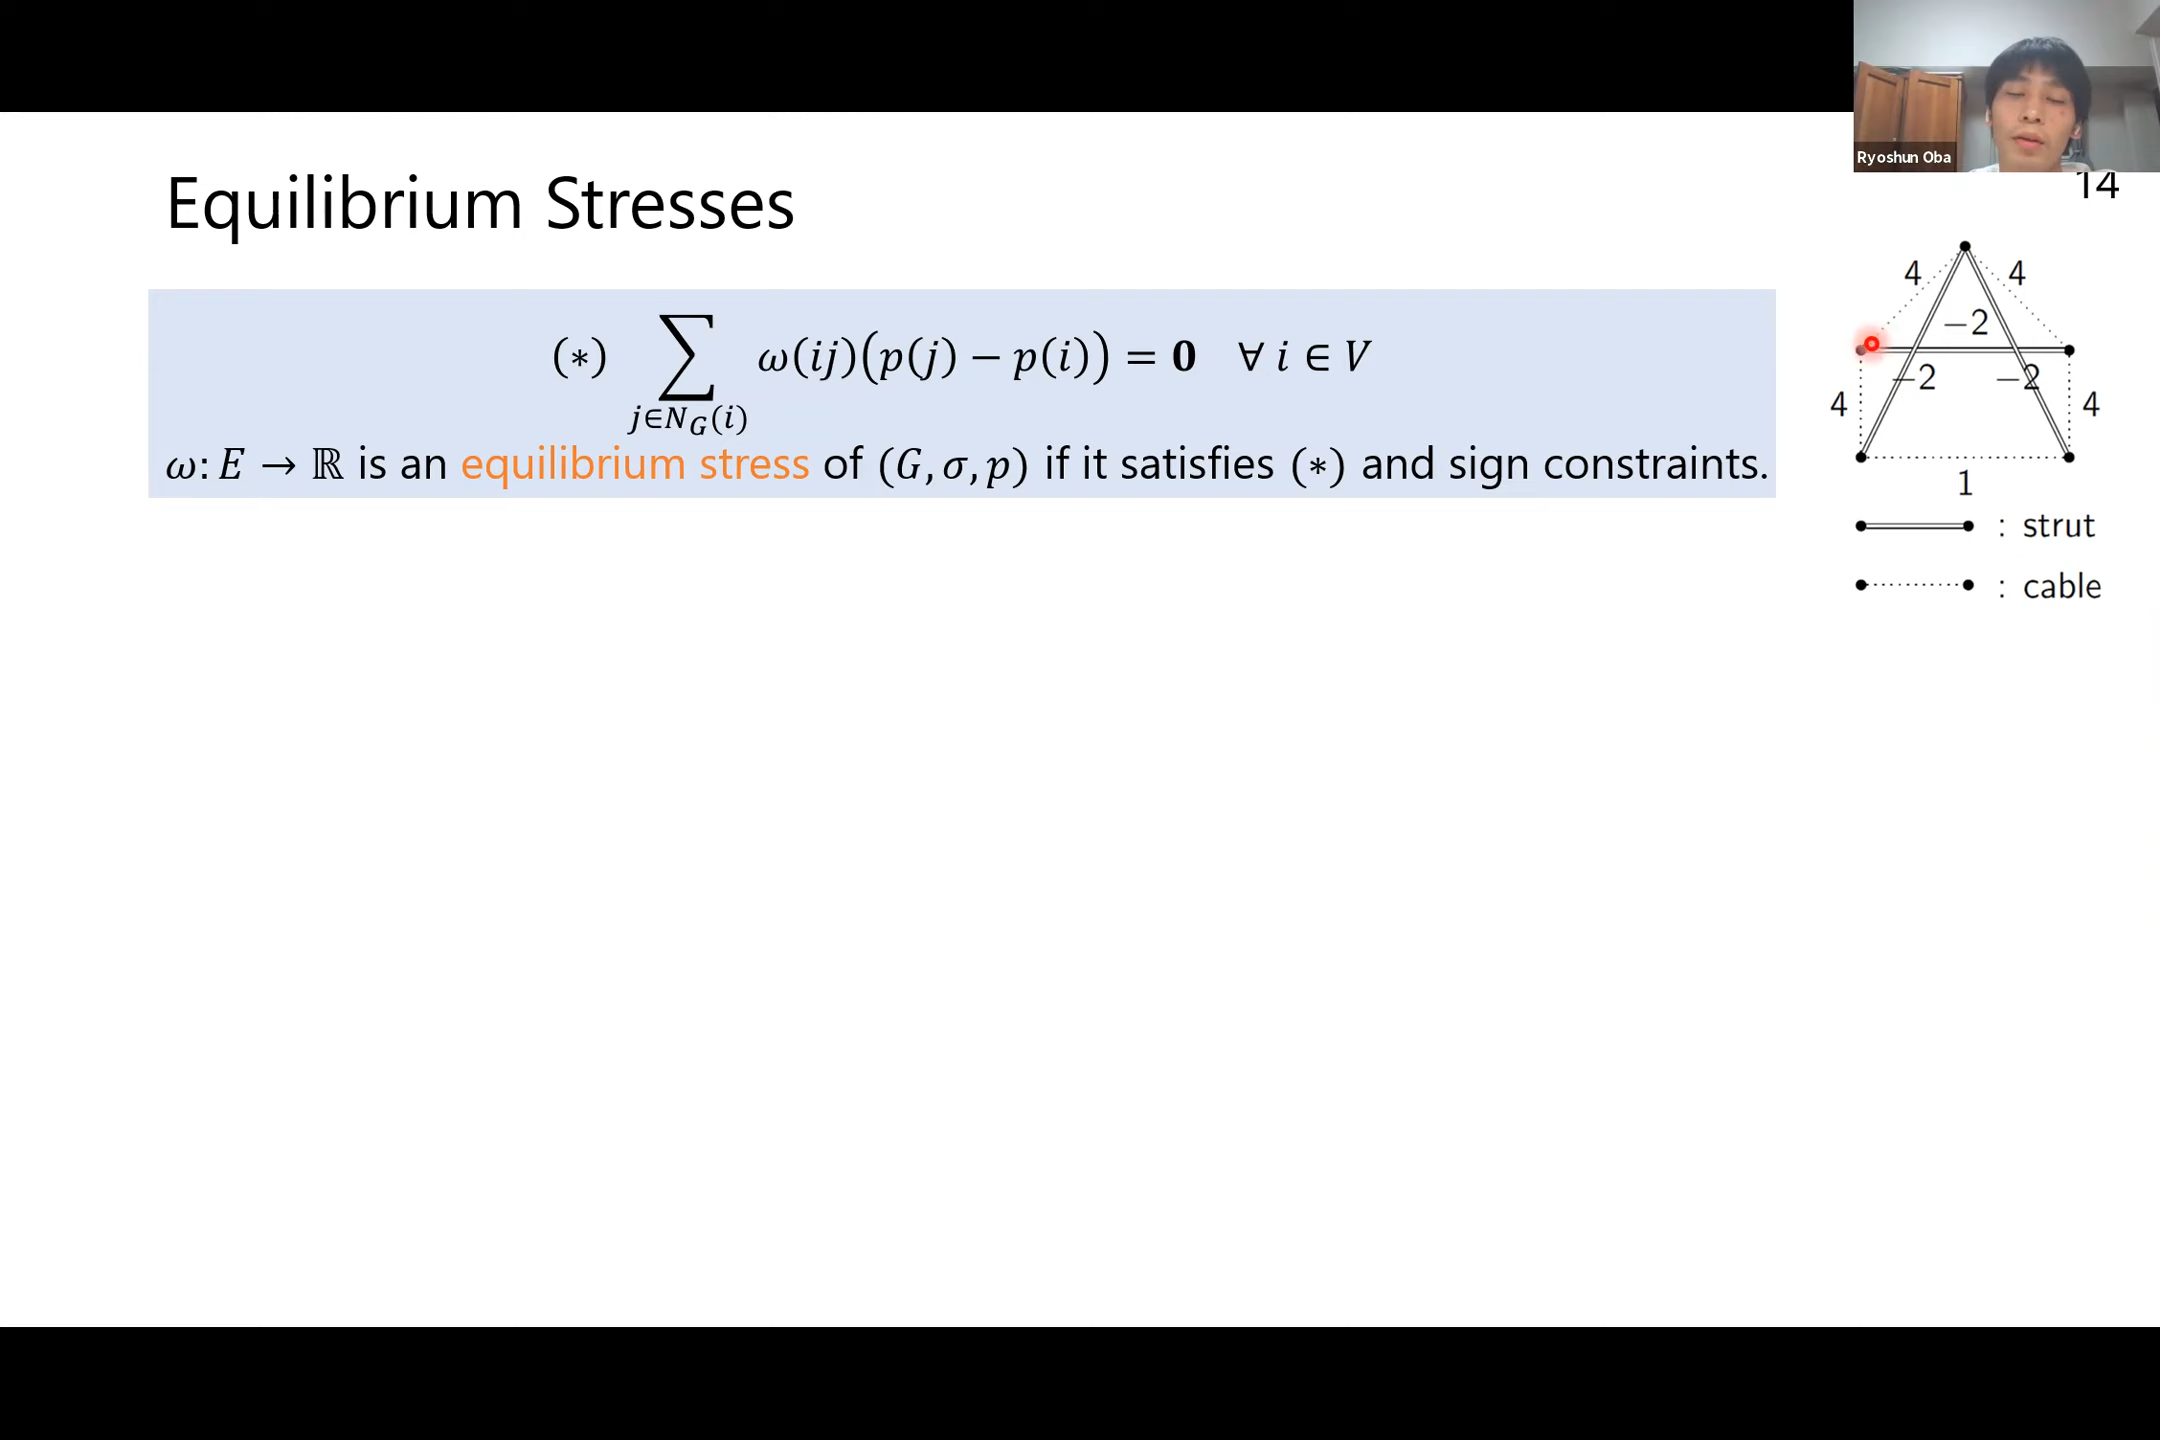 Ryoshun Oba
14
Equilibrium Stresses
(∗) ∑_{j∈N_G(i)} ω(ij)(p(j) − p(i)) = 𝟎 ∀ i ∈ V
ω: E → ℝ is an equilibrium stress of (G, σ, p) if it satisfies (∗) and sign constraints.
4 4
−2
−2 −2
4 4
1
: strut
: cable